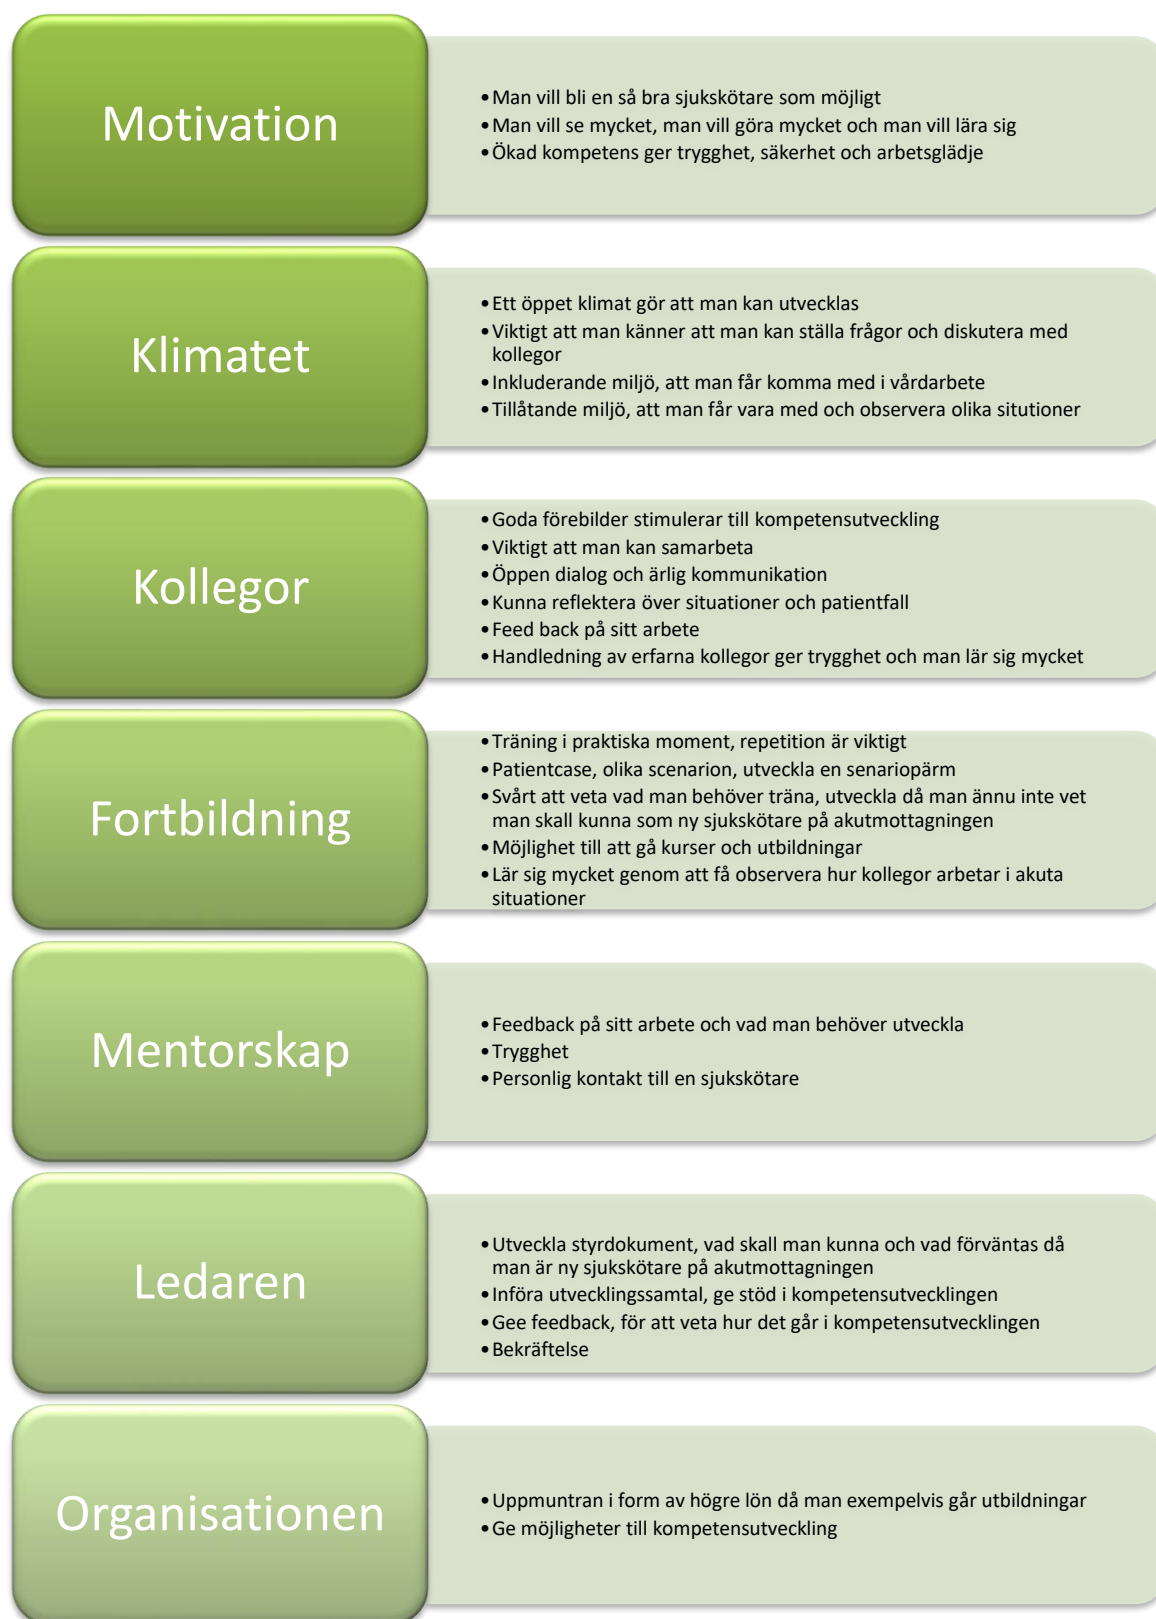 Motivation
•Man vill bli en så bra sjukskötare som möjligt
•Man vill se mycket, man vill göra mycket och man vill lära sig
•Ökad kompetens ger trygghet, säkerhet och arbetsglädje
Klimatet
•Ett öppet klimat gör att man kan utvecklas
•Viktigt att man känner att man kan ställa frågor och diskutera med
kollegor
•Inkluderande miljö, att man får komma med i vårdarbete
•Tillåtande miljö, att man får vara med och observera olika situtioner
Kollegor
•Goda förebilder stimulerar till kompetensutveckling
•Viktigt att man kan samarbeta
•Öppen dialog och ärlig kommunikation
•Kunna reflektera över situationer och patientfall
•Feed back på sitt arbete
•Handledning av erfarna kollegor ger trygghet och man lär sig mycket
Fortbildning
•Träning i praktiska moment, repetition är viktigt
•Patientcase, olika scenarion, utveckla en senariopärm
•Svårt att veta vad man behöver träna, utveckla då man ännu inte vet
man skall kunna som ny sjukskötare på akutmottagningen
•Möjlighet till att gå kurser och utbildningar
•Lär sig mycket genom att få observera hur kollegor arbetar i akuta
situationer
Mentorskap
•Feedback på sitt arbete och vad man behöver utveckla
•Trygghet
•Personlig kontakt till en sjukskötare
Ledaren
•Utveckla styrdokument, vad skall man kunna och vad förväntas då
man är ny sjukskötare på akutmottagningen
•Införa utvecklingssamtal, ge stöd i kompetensutvecklingen
•Gee feedback, för att veta hur det går i kompetensutvecklingen
•Bekräftelse
Organisationen
•Uppmuntran i form av högre lön då man exempelvis går utbildningar
•Ge möjligheter till kompetensutveckling